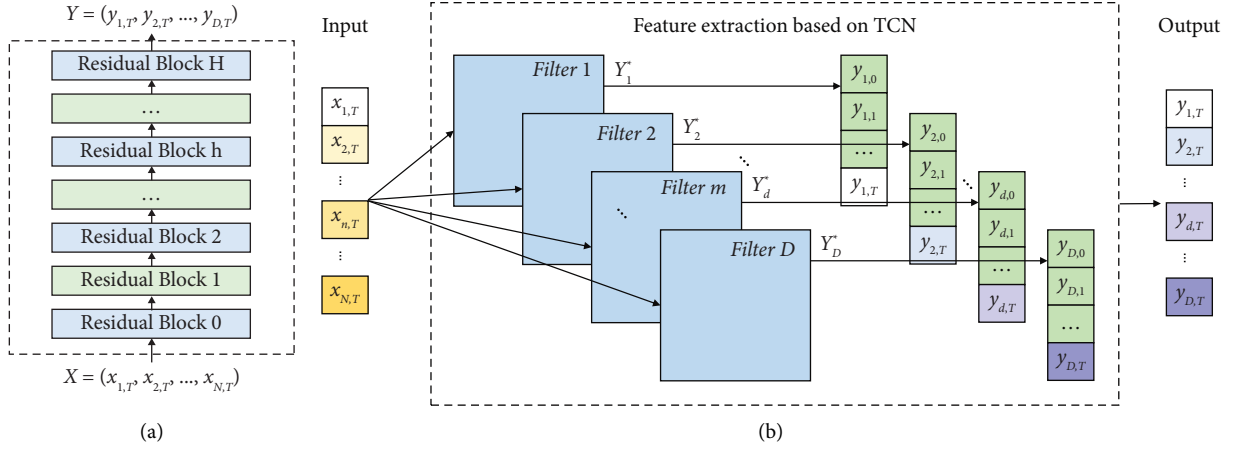 Y = (y1,T, y2,T, ..., yD,T)
Residual Block H
...
Residual Block h
...
Residual Block 2
Residual Block 1
Residual Block 0
X = (x1,T, x2,T, ..., xN,T)
(a)
Input
x1,T
x2,T
...
xn,T
...
xN,T
Feature extraction based on TCN
Filter 1
Filter 2
Filter m
...
Filter D
Y*1
Y*2
...
Y*d
Y*D
y1,0
y1,1
...
y1,T
y2,0
y2,1
...
y2,T
...
yd,0
yd,1
...
yd,T
yD,0
yD,1
...
yD,T
(b)
Output
y1,T
y2,T
...
yd,T
...
yD,T